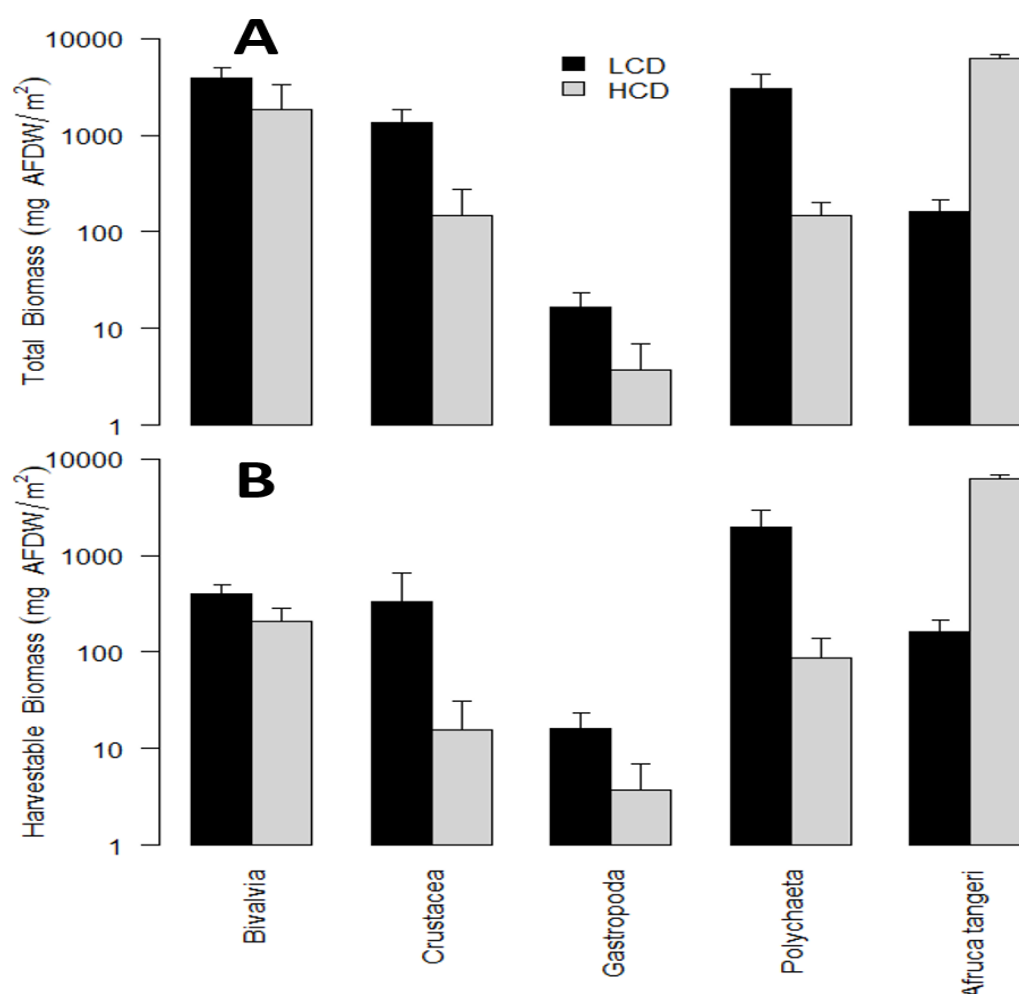 A
LCD
HCD
Total Biomass (mg AFDW/m²)
10000
1000
100
10
1
B
Harvestable Biomass (mg AFDW/m²)
10000
1000
100
10
1
Bivalvia
Crustacea
Gastropoda
Polychaeta
Afruca tangeri